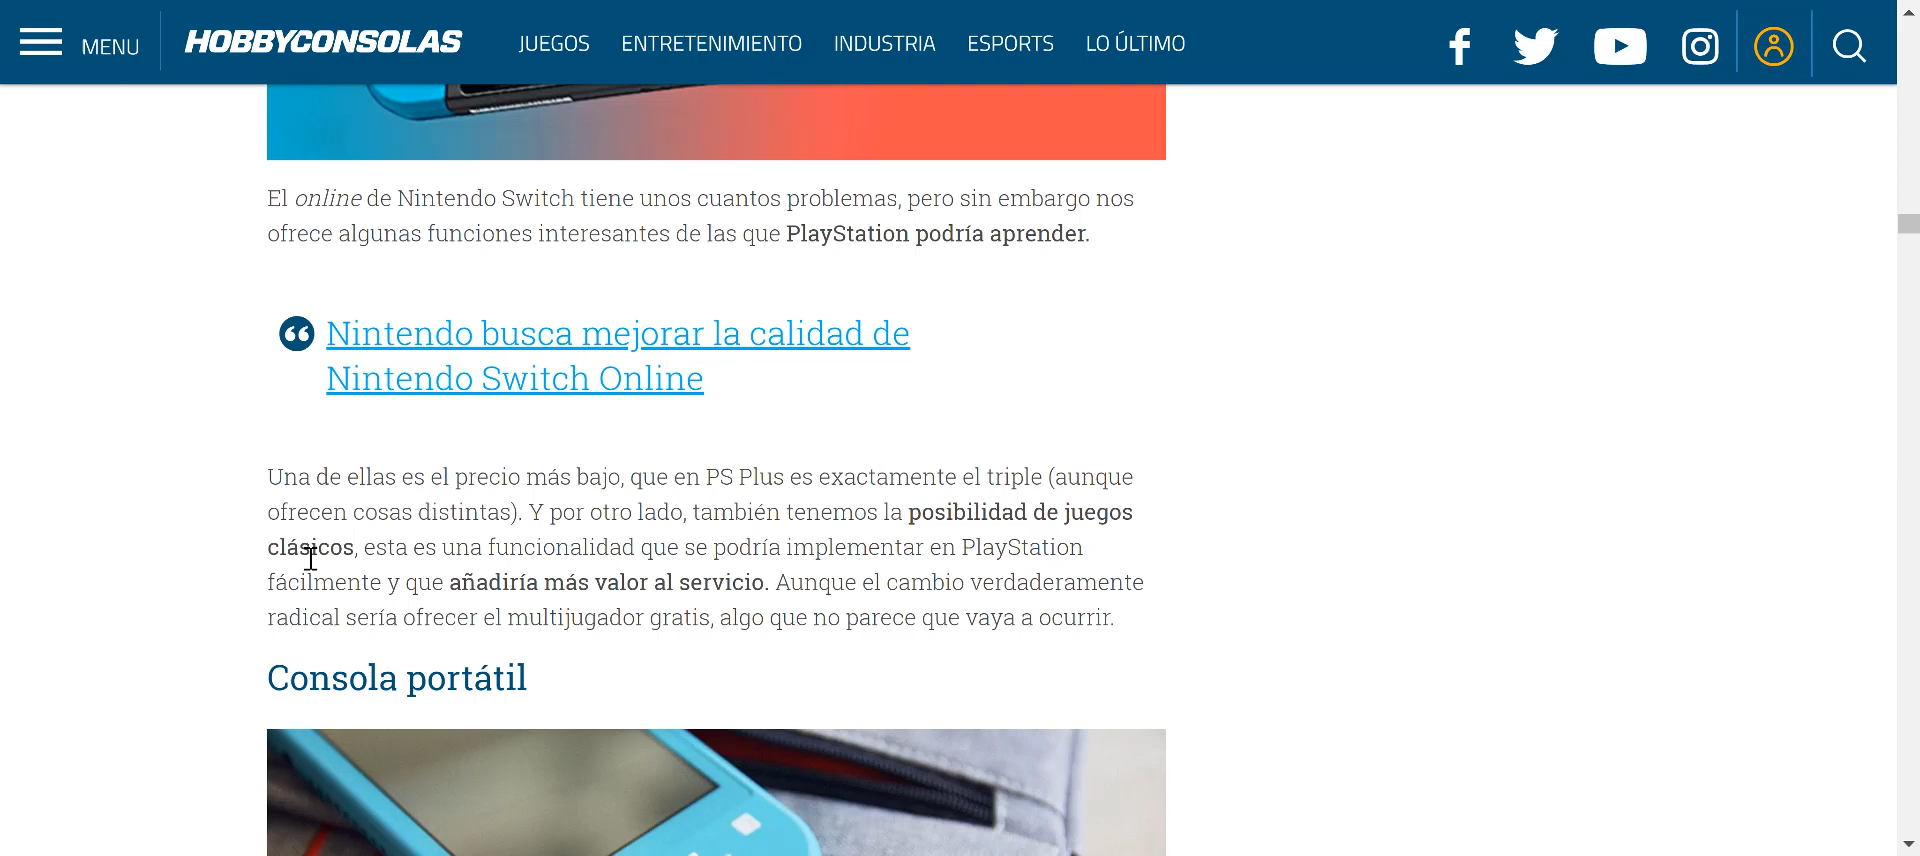 MENU
HOBBYCONSOLAS
JUEGOS ENTRETENIMIENTO INDUSTRIA ESPORTS LO ÚLTIMO
El online de Nintendo Switch tiene unos cuantos problemas, pero sin embargo nos
ofrece algunas funciones interesantes de las que PlayStation podría aprender.
Nintendo busca mejorar la calidad de
Nintendo Switch Online
Una de ellas es el precio más bajo, que en PS Plus es exactamente el triple (aunque
ofrecen cosas distintas). Y por otro lado, también tenemos la posibilidad de juegos
clásicos, esta es una funcionalidad que se podría implementar en PlayStation
fácilmente y que añadiría más valor al servicio. Aunque el cambio verdaderamente
radical sería ofrecer el multijugador gratis, algo que no parece que vaya a ocurrir.
Consola portátil